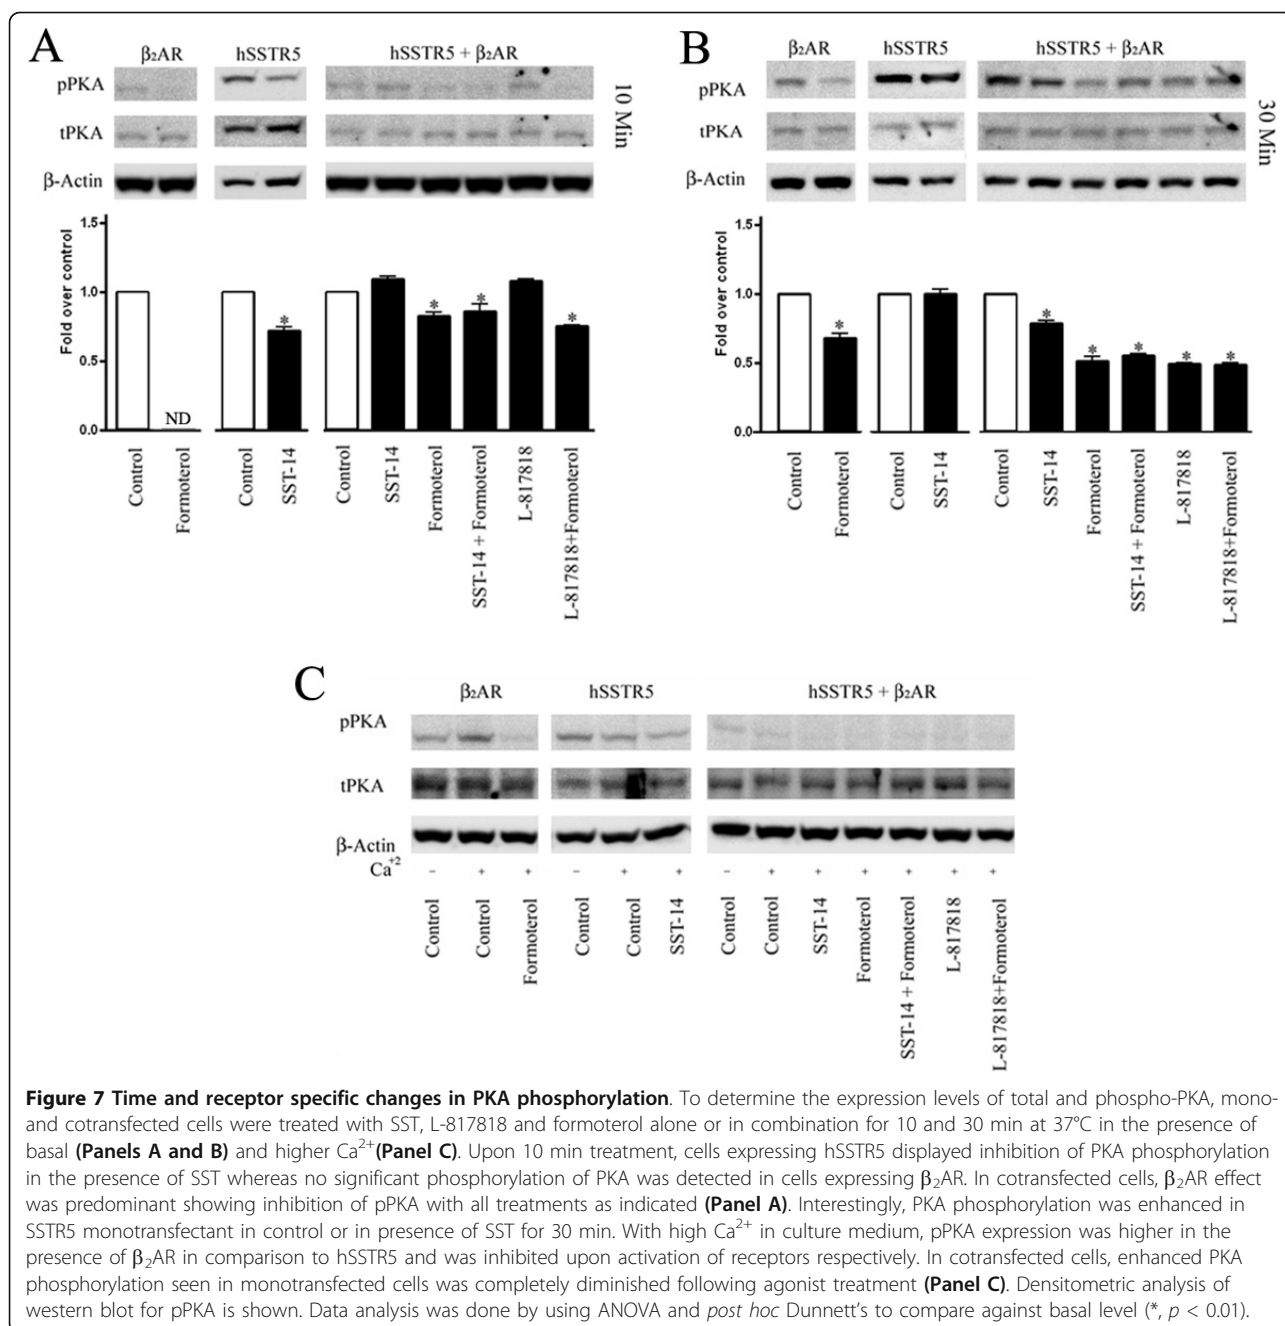 A
β₂AR
hSSTR5
hSSTR5 + β₂AR
pPKA
tPKA
β-Actin
10 Min
Fold over control
1.5
1.0
0.5
0.0
ND
*
*
*
*
Control
Formoterol
Control
SST-14
Control
SST-14
Formoterol
SST-14 + Formoterol
L-817818
L-817818+Formoterol
B
β₂AR
hSSTR5
hSSTR5 + β₂AR
pPKA
tPKA
β-Actin
30 Min
Fold over control
1.5
1.0
0.5
0.0
*
*
*
*
*
*
Control
Formoterol
Control
SST-14
Control
SST-14
Formoterol
SST-14 + Formoterol
L-817818
L-817818+Formoterol
C
β₂AR
hSSTR5
hSSTR5 + β₂AR
pPKA
tPKA
β-Actin
Ca⁺² - + + - + + - + + + + + +
Control
Control
Formoterol
Control
Control
SST-14
Control
Control
SST-14
Formoterol
SST-14 + Formoterol
L-817818
L-817818+Formoterol
Figure 7 Time and receptor specific changes in PKA phosphorylation. To determine the expression levels of total and phospho-PKA, mono-
and cotransfected cells were treated with SST, L-817818 and formoterol alone or in combination for 10 and 30 min at 37°C in the presence of
basal (Panels A and B) and higher Ca²⁺(Panel C). Upon 10 min treatment, cells expressing hSSTR5 displayed inhibition of PKA phosphorylation
in the presence of SST whereas no significant phosphorylation of PKA was detected in cells expressing β₂AR. In cotransfected cells, β₂AR effect
was predominant showing inhibition of pPKA with all treatments as indicated (Panel A). Interestingly, PKA phosphorylation was enhanced in
SSTR5 monotransfectant in control or in presence of SST for 30 min. With high Ca²⁺ in culture medium, pPKA expression was higher in the
presence of β₂AR in comparison to hSSTR5 and was inhibited upon activation of receptors respectively. In cotransfected cells, enhanced PKA
phosphorylation seen in monotransfected cells was completely diminished following agonist treatment (Panel C). Densitometric analysis of
western blot for pPKA is shown. Data analysis was done by using ANOVA and post hoc Dunnett's to compare against basal level (*, p < 0.01).